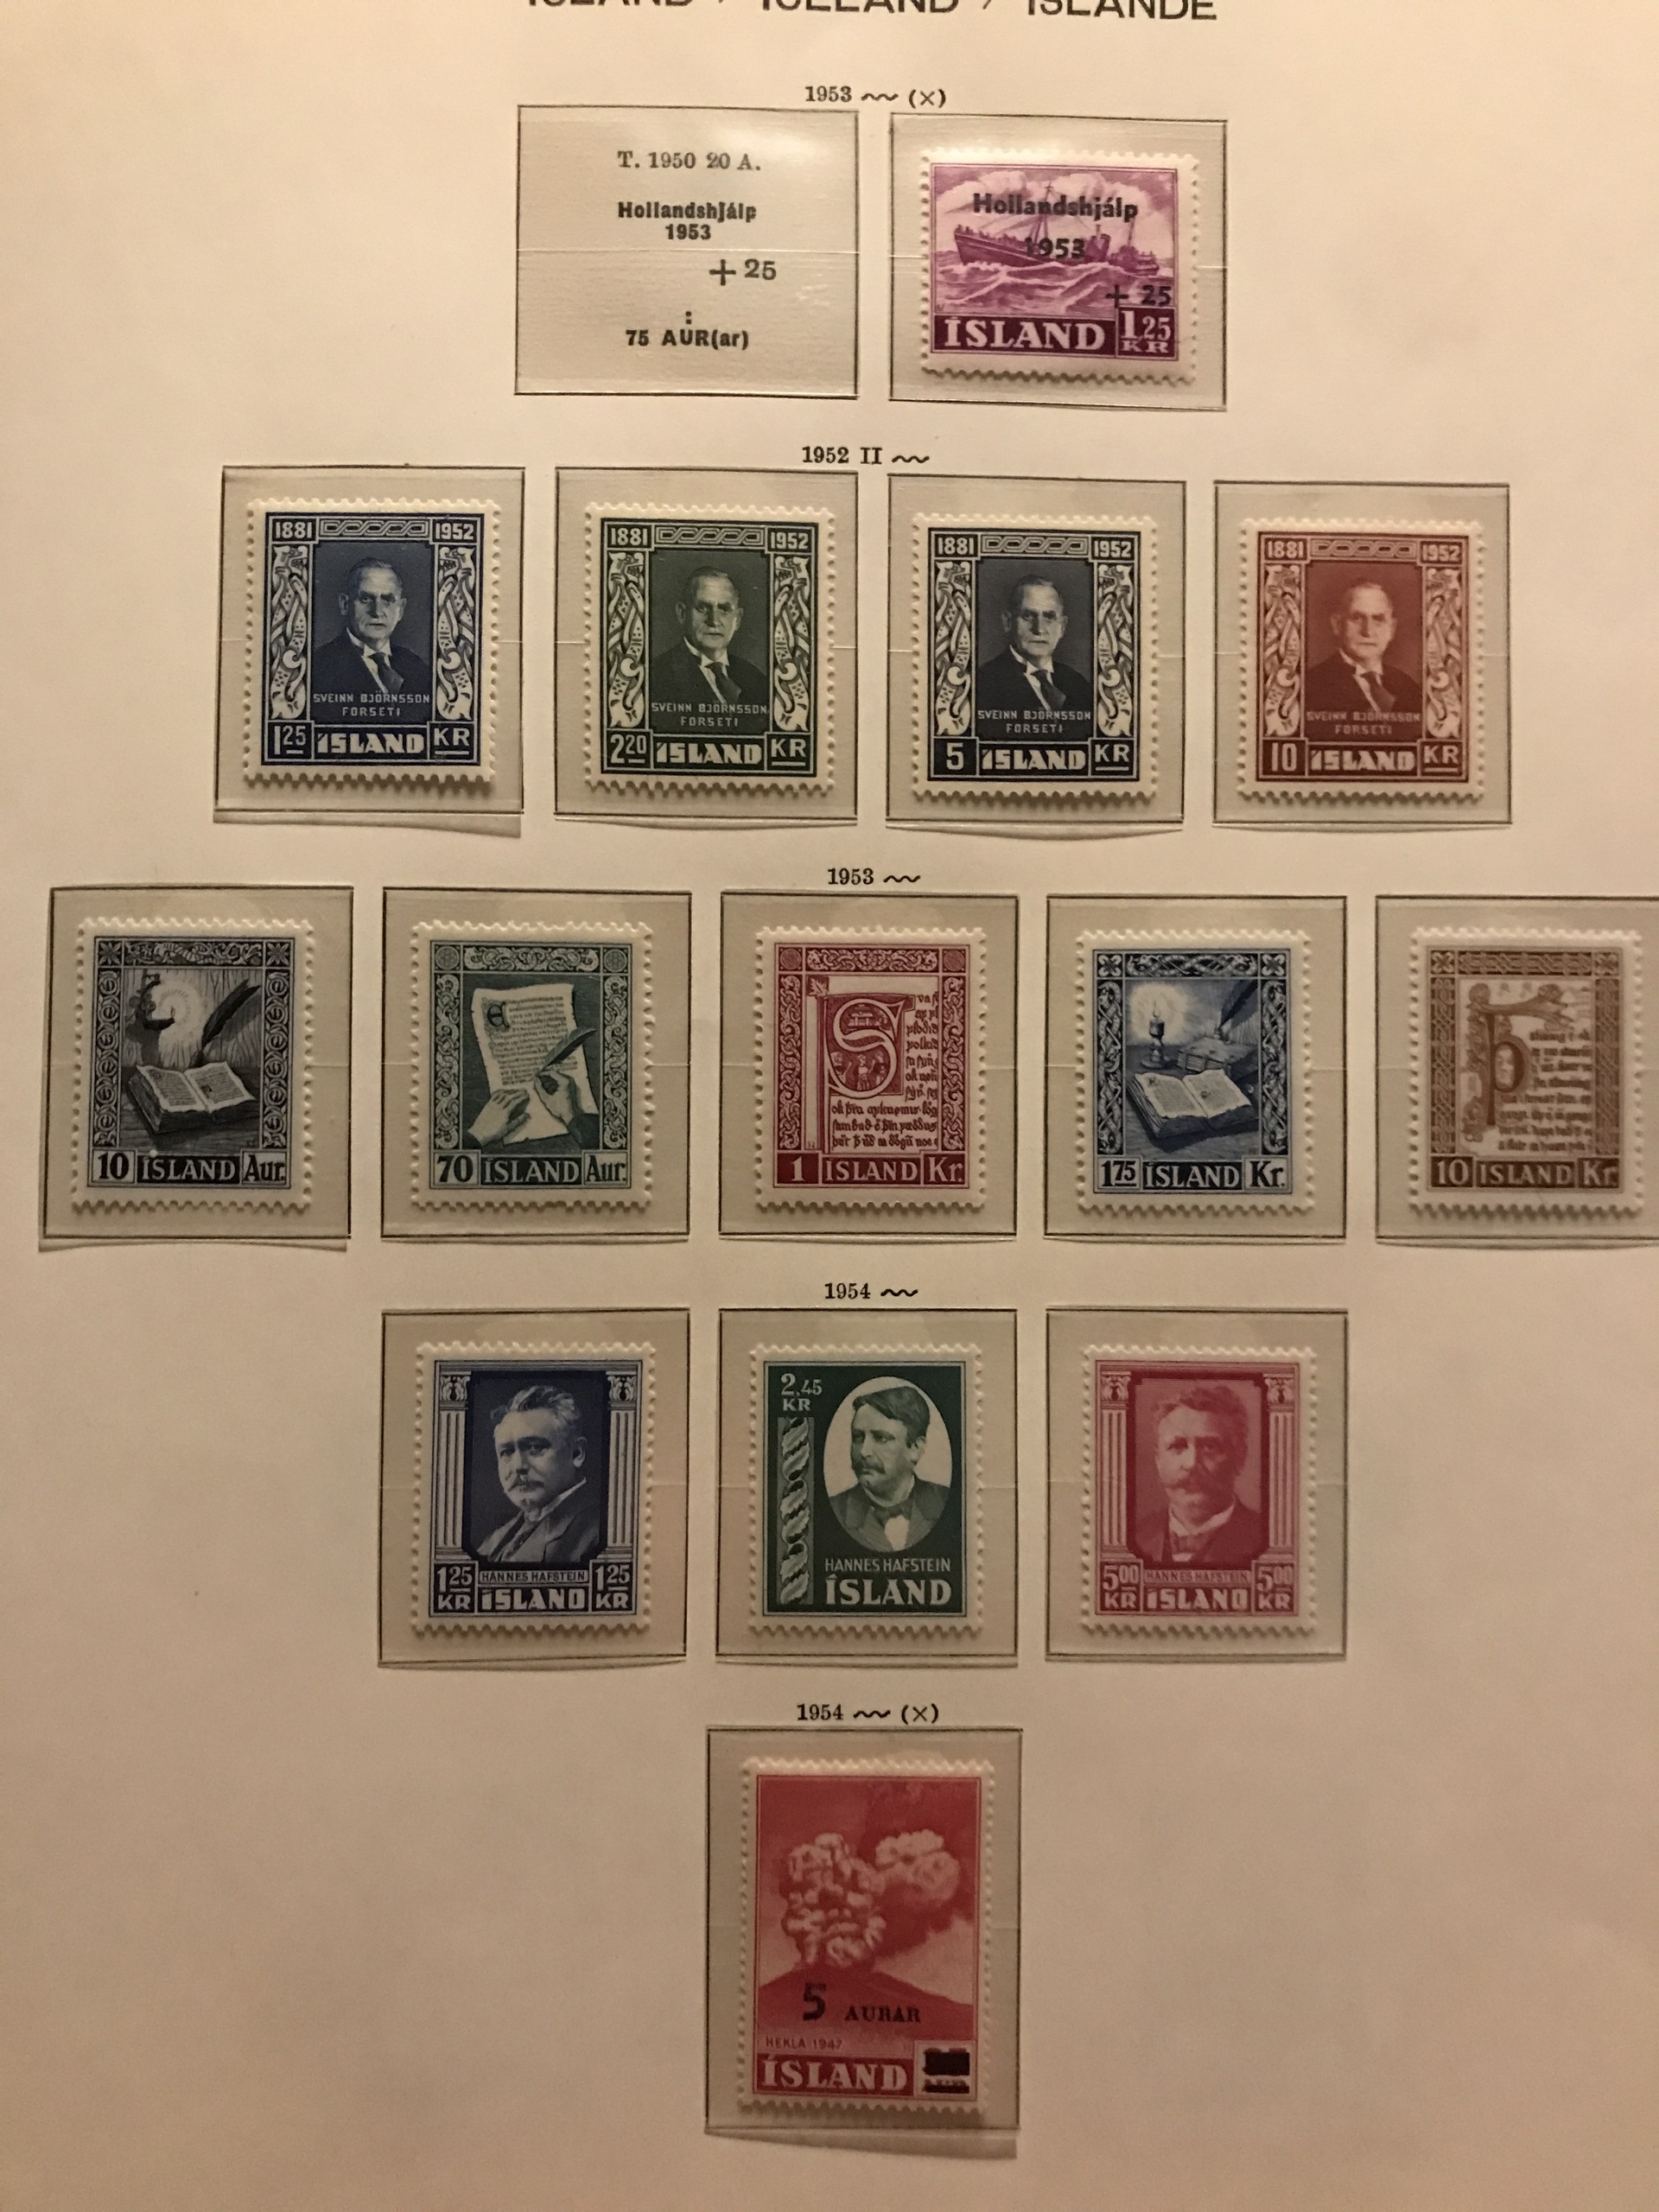 ÍSLAND / ICELAND / ISLANDE
1953 (×)
T. 1950 20 A.
Hollandshjálp
1953
+ 25
:
75 AUR(ar)
Hollandshjálp
1953
+ 25
ÍSLAND 1 25 KR
1952 II
1881 1952
SVEINN BJÖRNSSON
FORSETI
1 25 ÍSLAND KR
1881 1952
SVEINN BJÖRNSSON
FORSETI
2 20 ÍSLAND KR
1881 1952
SVEINN BJÖRNSSON
FORSETI
5 ÍSLAND KR
1881 1952
SVEINN BJÖRNSSON
FORSETI
10 ÍSLAND KR
1953
10 ÍSLAND Aur.
70 ÍSLAND Aur.
1 ÍSLAND Kr.
1 75 ÍSLAND Kr.
10 ÍSLAND Kr.
1954
HANNES HAFSTEIN
1 25 KR ÍSLAND 1 25 KR
2,45
KR
HANNES HAFSTEIN
ÍSLAND
HANNES HAFSTEIN
5 00 KR ÍSLAND 5 00 KR
1954 (×)
5 AURAR
HEKLA 1947
ÍSLAND